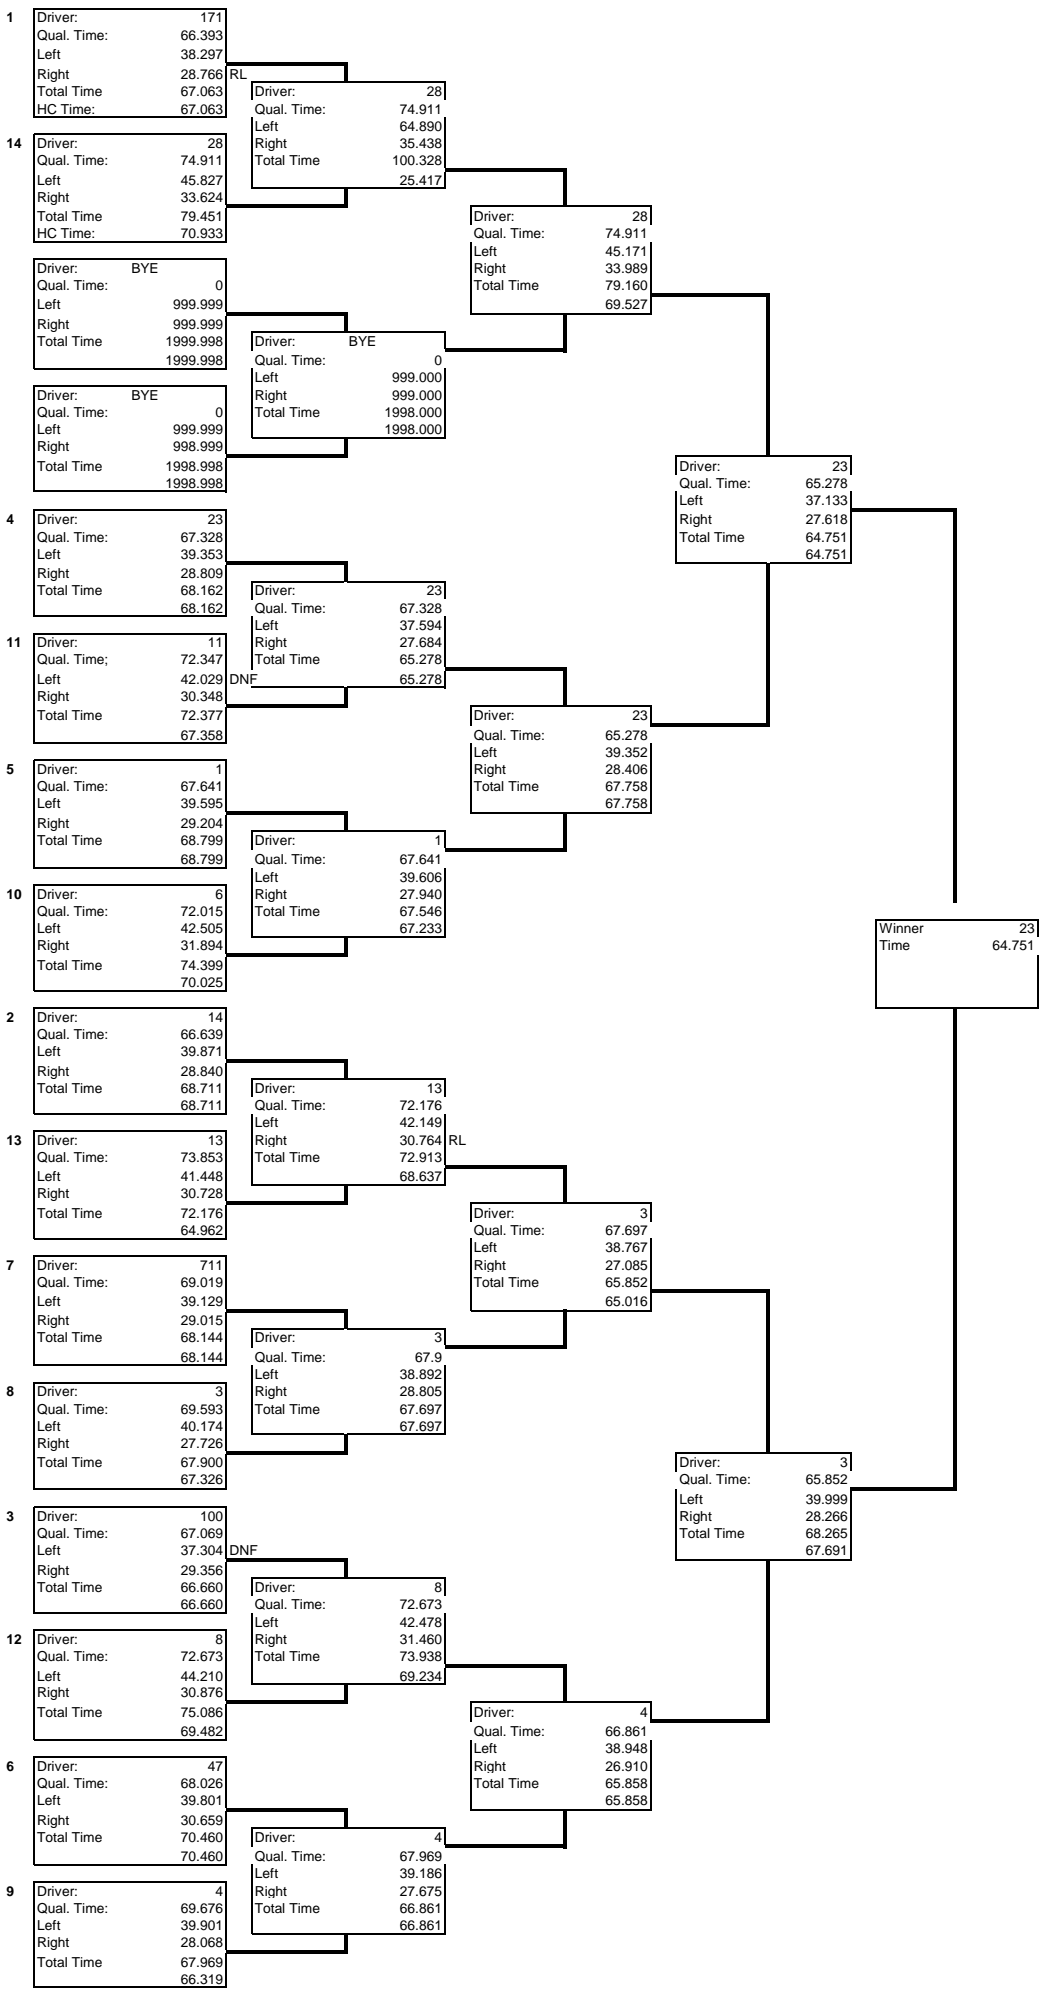 1 Driver: 171
Qual. Time: 66.393
Left 38.297
Right 28.766 RL
Total Time 67.063
HC Time: 67.063
14 Driver: 28
Qual. Time: 74.911
Left 45.827
Right 33.624
Total Time 79.451
HC Time: 70.933
Driver: BYE
Qual. Time: 0
Left 999.999
Right 999.999
Total Time 1999.998
1999.998
Driver: BYE
Qual. Time: 0
Left 999.999
Right 998.999
Total Time 1998.998
1998.998
4 Driver: 23
Qual. Time: 67.328
Left 39.353
Right 28.809
Total Time 68.162
68.162
11 Driver: 11
Qual. Time; 72.347
Left 42.029 DNF
Right 30.348
Total Time 72.377
67.358
5 Driver: 1
Qual. Time: 67.641
Left 39.595
Right 29.204
Total Time 68.799
68.799
10 Driver: 6
Qual. Time: 72.015
Left 42.505
Right 31.894
Total Time 74.399
70.025
2 Driver: 14
Qual. Time: 66.639
Left 39.871
Right 28.840
Total Time 68.711
68.711
13 Driver: 13
Qual. Time: 73.853
Left 41.448
Right 30.728
Total Time 72.176
64.962
7 Driver: 711
Qual. Time: 69.019
Left 39.129
Right 29.015
Total Time 68.144
68.144
8 Driver: 3
Qual. Time: 69.593
Left 40.174
Right 27.726
Total Time 67.900
67.326
3 Driver: 100
Qual. Time: 67.069
Left 37.304 DNF
Right 29.356
Total Time 66.660
66.660
12 Driver: 8
Qual. Time: 72.673
Left 44.210
Right 30.876
Total Time 75.086
69.482
6 Driver: 47
Qual. Time: 68.026
Left 39.801
Right 30.659
Total Time 70.460
70.460
9 Driver: 4
Qual. Time: 69.676
Left 39.901
Right 28.068
Total Time 67.969
66.319
Driver: 28
Qual. Time: 74.911
Left 64.890
Right 35.438
Total Time 100.328
25.417
Driver: BYE
Qual. Time: 0
Left 999.000
Right 999.000
Total Time 1998.000
1998.000
Driver: 23
Qual. Time: 67.328
Left 37.594
Right 27.684
Total Time 65.278
65.278
Driver: 1
Qual. Time: 67.641
Left 39.606
Right 27.940
Total Time 67.546
67.233
Driver: 13
Qual. Time: 72.176
Left 42.149
Right 30.764 RL
Total Time 72.913
68.637
Driver: 3
Qual. Time: 67.9
Left 38.892
Right 28.805
Total Time 67.697
67.697
Driver: 8
Qual. Time: 72.673
Left 42.478
Right 31.460
Total Time 73.938
69.234
Driver: 4
Qual. Time: 67.969
Left 39.186
Right 27.675
Total Time 66.861
66.861
Driver: 28
Qual. Time: 74.911
Left 45.171
Right 33.989
Total Time 79.160
69.527
Driver: 23
Qual. Time: 65.278
Left 39.352
Right 28.406
Total Time 67.758
67.758
Driver: 3
Qual. Time: 67.697
Left 38.767
Right 27.085
Total Time 65.852
65.016
Driver: 4
Qual. Time: 66.861
Left 38.948
Right 26.910
Total Time 65.858
65.858
Driver: 23
Qual. Time: 65.278
Left 37.133
Right 27.618
Total Time 64.751
64.751
Driver: 3
Qual. Time: 65.852
Left 39.999
Right 28.266
Total Time 68.265
67.691
Winner 23
Time 64.751